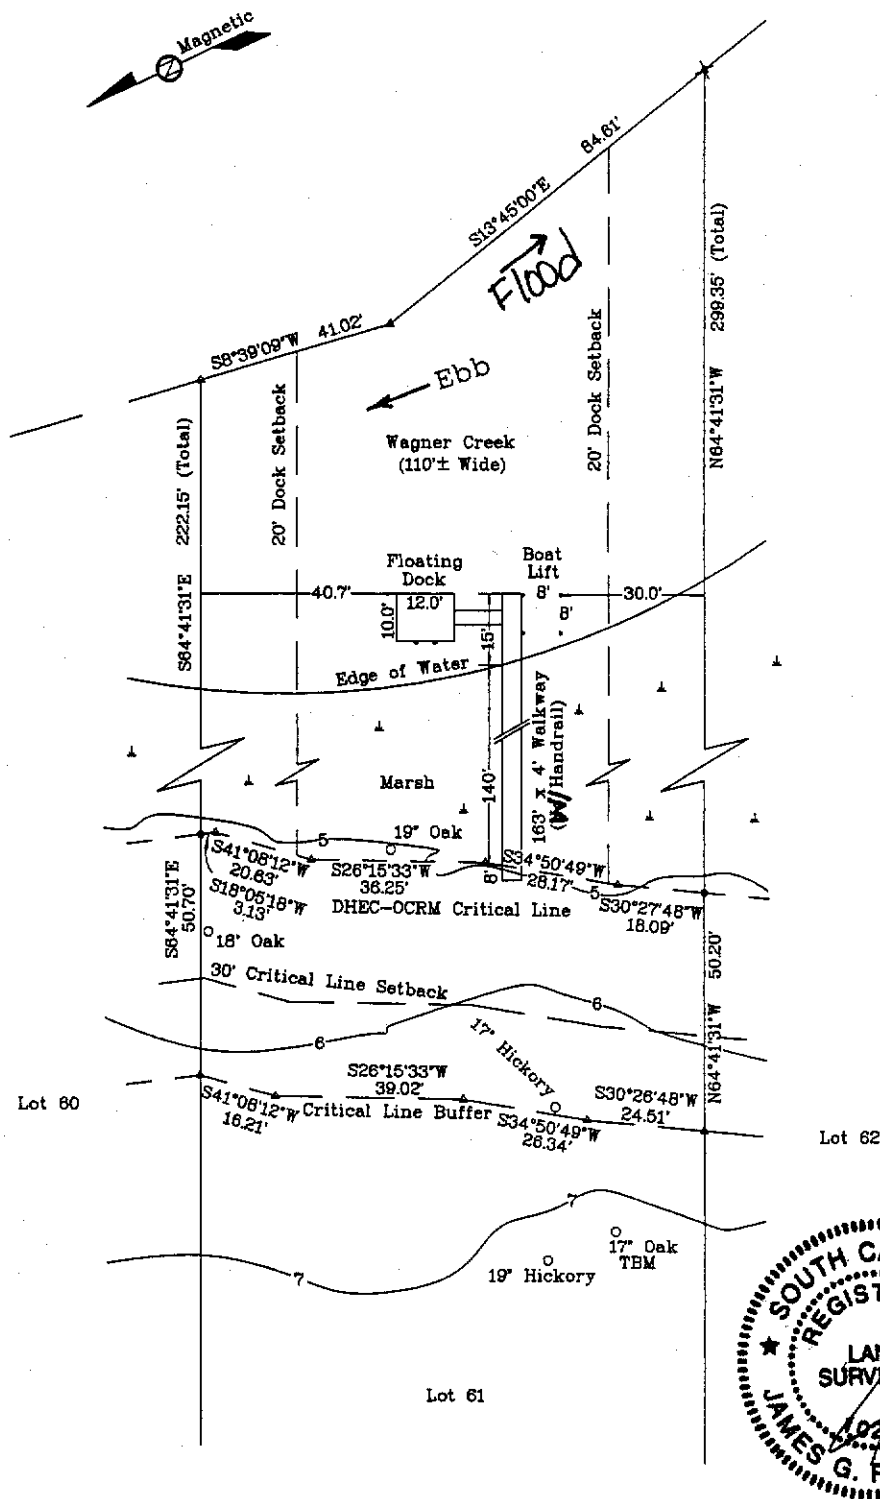 Magnetic
N
84.61'
S13°45'00"E
Flood
299.35' (Total)
N64°41'31"W
S8°39'09"W 41.02'
Ebb
20' Dock Setback
20' Dock Setback
Wagner Creek
(110'± Wide)
222.15' (Total)
S64°41'31"E
Floating
Dock
Boat
Lift
40.7'
12.0'
8'
30.0'
10.0'
15'
8'
Edge of Water
163' x 4' Walkway
Handrail)
140'
Marsh
5
19" Oak
S41°08'12"W
20.63'
S26°15'33"W
36.25'
S34°50'49"W
26.17'
8'
5
S18°05'18"W
3.13'
DHEC-OCRM Critical Line
S30°27'48"W
18.09'
S64°41'31"E
50.70'
18" Oak
N64°41'31"W 50.20'
30' Critical Line Setback
6
6
17" Hickory
S26°15'33"W
39.02'
S30°26'48"W
24.51'
Lot 60
S41°08'12"W
16.21'
Critical Line Buffer
S34°50'49"W
26.34'
Lot 62
7
17" Oak
TBM
19" Hickory
7
Lot 61
★ SOUTH CA
REGIST
LAN
SURVE
JAMES G.